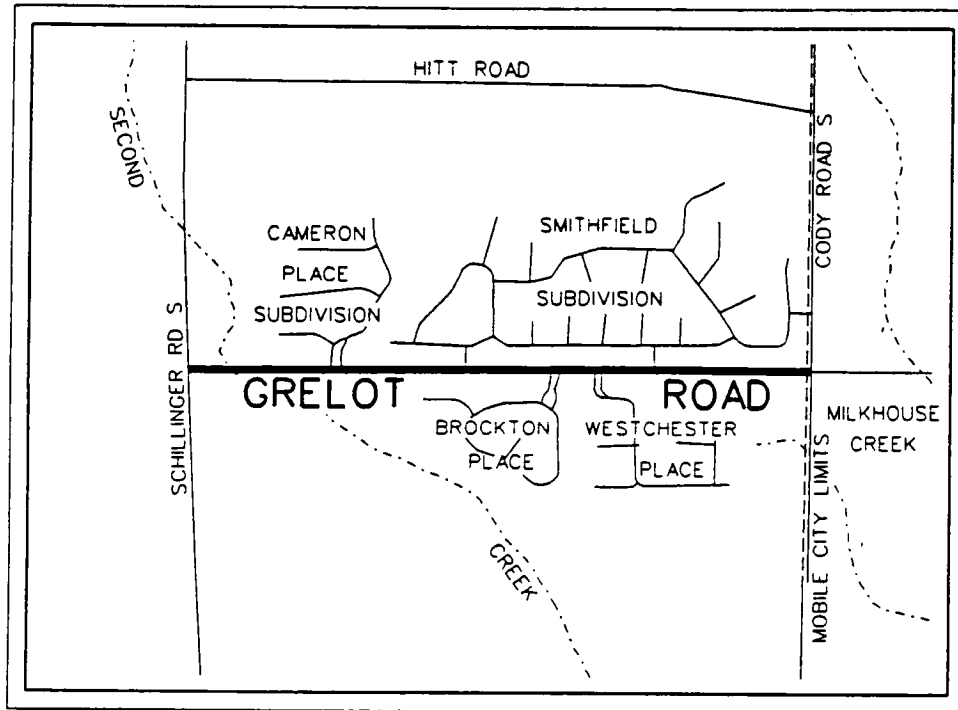 HITT ROAD
SECOND
CODY ROAD S
CAMERON
PLACE
SUBDIVISION
SMITHFIELD
SUBDIVISION
SCHILLINGER RD S
GRELOT ROAD
BROCKTON
PLACE
WESTCHESTER
PLACE
MILKHOUSE
CREEK
CREEK
MOBILE CITY LIMITS